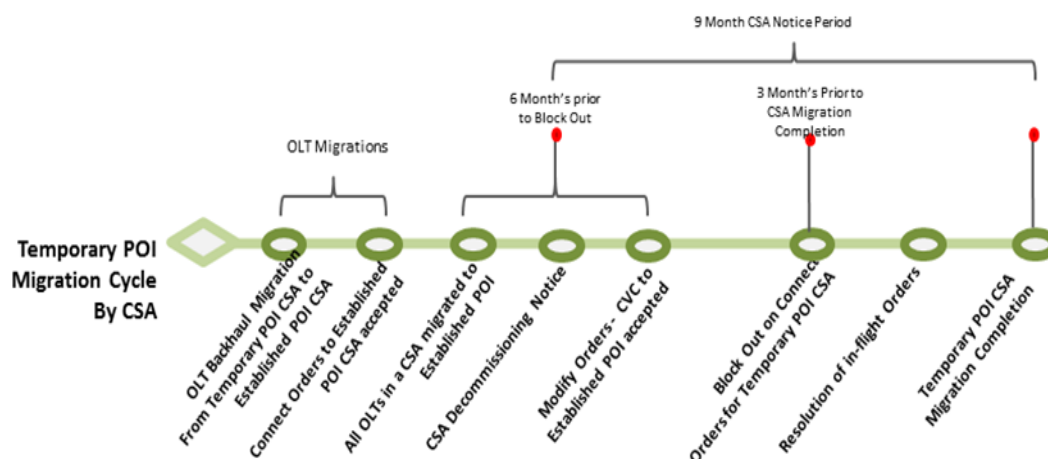 9 Month CSA Notice Period
6 Month's prior
to Block Out
3 Month's Prior to
CSA Migration
Completion
OLT Migrations
Temporary POI
Migration Cycle
By CSA
OLT Backhaul Migration
From Temporary POI CSA to
Established POI CSA
Connect Orders to Established
POI CSA accepted
All OLTs in a CSA migrated to
Established POI
CSA Decommissioning Notice
Modify Orders - CVC to
Established POI accepted
Block Out on Connect
Orders for Temporary POI CSA
Resolution of in-flight Orders
Temporary POI CSA
Migration Completion